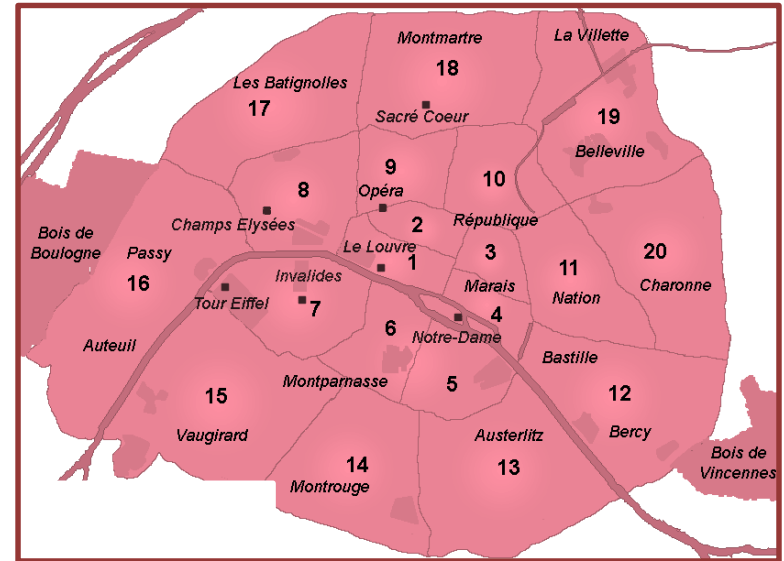 La Villette
Montmartre
18
Les Batignolles
17
Sacré Coeur
19
Belleville
9
10
8
Opéra
Champs Elysées
2
République
Bois de
Boulogne
Passy
16
Le Louvre
1
3
11
Nation
20
Charonne
Invalides
7
Tour Eiffel
Marais
4
Notre-Dame
6
Auteuil
Bastille
Montparnasse
5
12
15
Vaugirard
Austerlitz
Bercy
Bois de
Vincennes
14
Montrouge
13